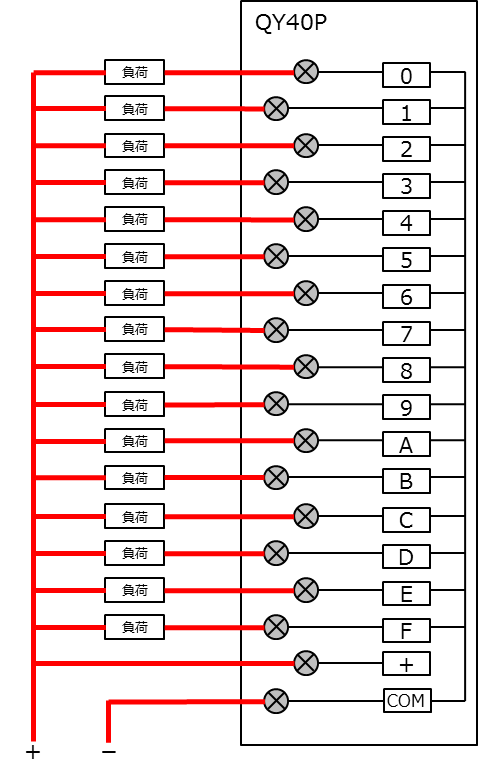 QY40P
負荷 0
負荷 1
負荷 2
負荷 3
負荷 4
負荷 5
負荷 6
負荷 7
負荷 8
負荷 9
負荷 A
負荷 B
負荷 C
負荷 D
負荷 E
負荷 F
+
COM
+ −